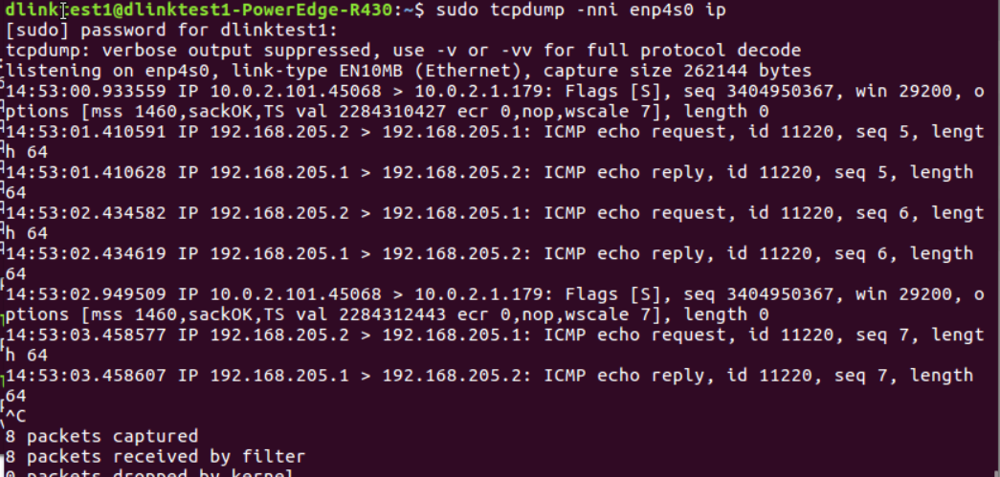 dlinktest1@dlinktest1-PowerEdge-R430:~$ sudo tcpdump -nni enp4s0 ip
[sudo] password for dlinktest1:
tcpdump: verbose output suppressed, use -v or -vv for full protocol decode
listening on enp4s0, link-type EN10MB (Ethernet), capture size 262144 bytes
14:53:00.933559 IP 10.0.2.101.45068 > 10.0.2.1.179: Flags [S], seq 3404950367, win 29200, o
ptions [mss 1460,sackOK,TS val 2284310427 ecr 0,nop,wscale 7], length 0
14:53:01.410591 IP 192.168.205.2 > 192.168.205.1: ICMP echo request, id 11220, seq 5, lengt
h 64
14:53:01.410628 IP 192.168.205.1 > 192.168.205.2: ICMP echo reply, id 11220, seq 5, length
64
14:53:02.434582 IP 192.168.205.2 > 192.168.205.1: ICMP echo request, id 11220, seq 6, lengt
h 64
14:53:02.434619 IP 192.168.205.1 > 192.168.205.2: ICMP echo reply, id 11220, seq 6, length
64
14:53:02.949509 IP 10.0.2.101.45068 > 10.0.2.1.179: Flags [S], seq 3404950367, win 29200, o
ptions [mss 1460,sackOK,TS val 2284312443 ecr 0,nop,wscale 7], length 0
14:53:03.458577 IP 192.168.205.2 > 192.168.205.1: ICMP echo request, id 11220, seq 7, lengt
h 64
14:53:03.458607 IP 192.168.205.1 > 192.168.205.2: ICMP echo reply, id 11220, seq 7, length
64
^C
8 packets captured
8 packets received by filter
0 packets dropped by kernel